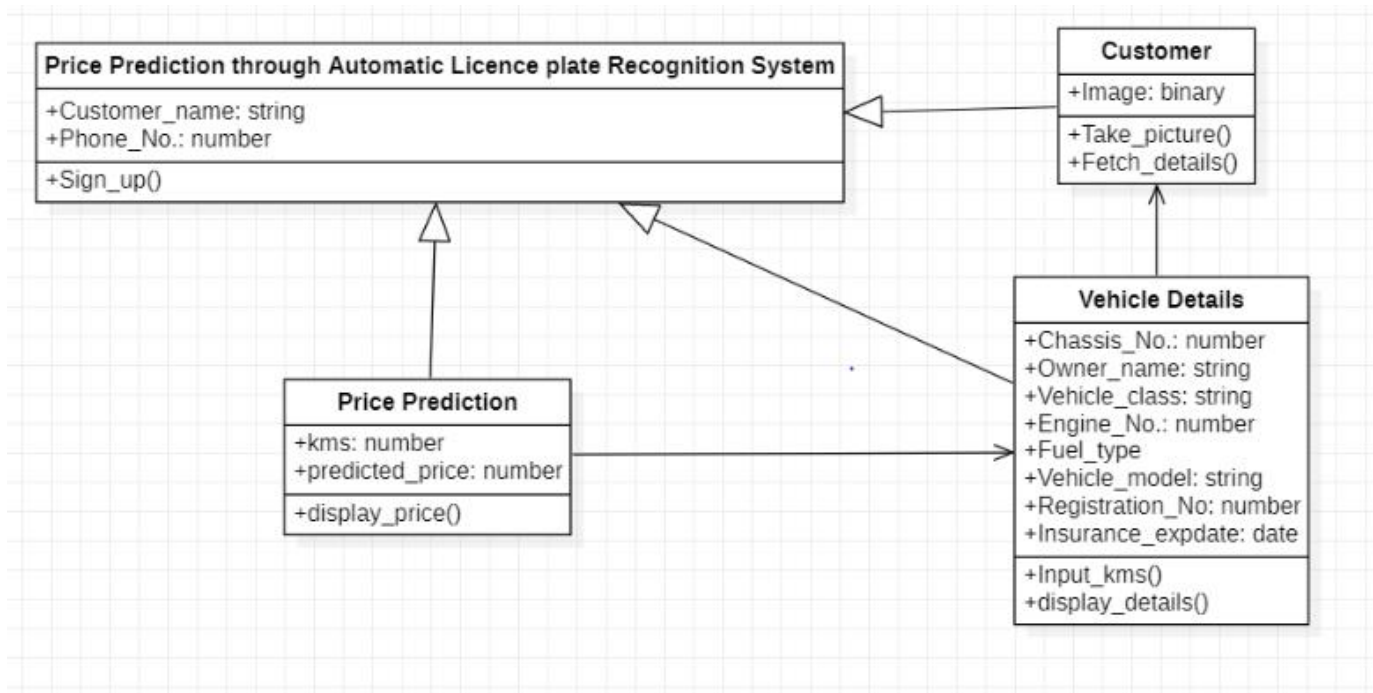 Price Prediction through Automatic Licence plate Recognition System
+Customer_name: string
+Phone_No.: number
+Sign_up()
Customer
+Image: binary
+Take_picture()
+Fetch_details()
Price Prediction
+kms: number
+predicted_price: number
+display_price()
Vehicle Details
+Chassis_No.: number
+Owner_name: string
+Vehicle_class: string
+Engine_No.: number
+Fuel_type
+Vehicle_model: string
+Registration_No: number
+Insurance_expdate: date
+Input_kms()
+display_details()